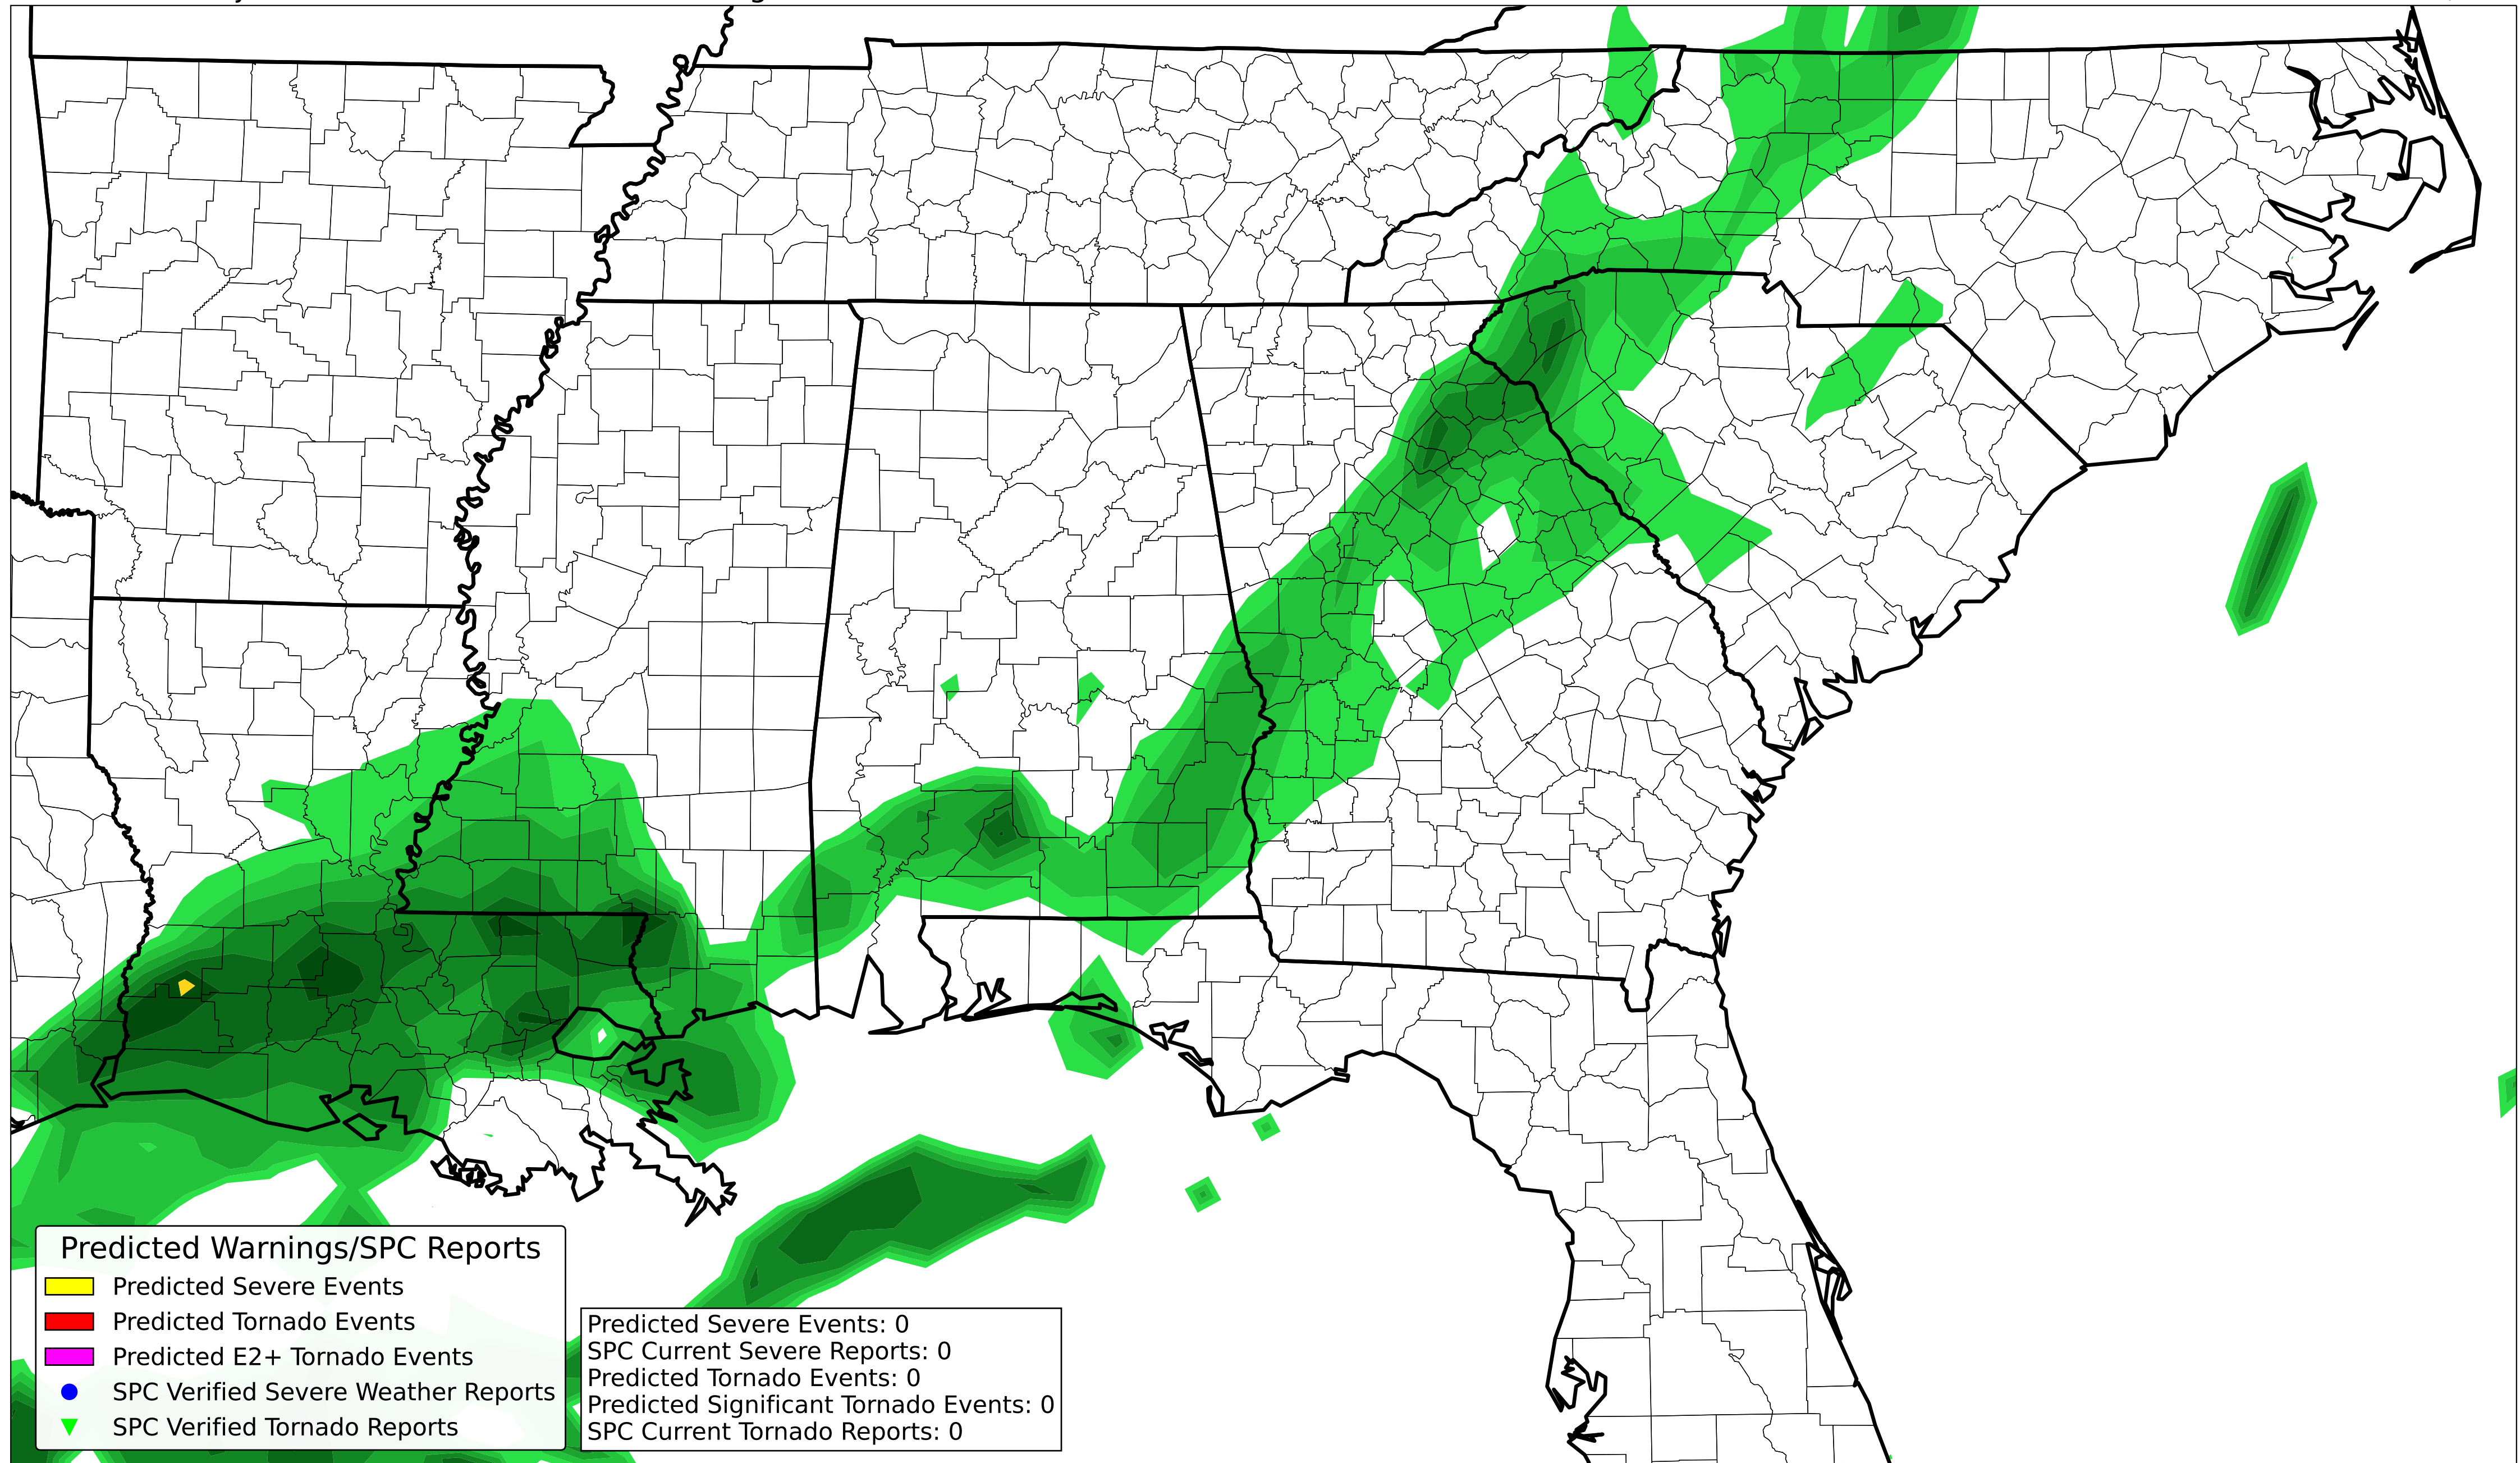 Predicted Warnings/SPC Reports
Predicted Severe Events
Predicted Tornado Events
Predicted E2+ Tornado Events
SPC Verified Severe Weather Reports
SPC Verified Tornado Reports
Predicted Severe Events: 0
SPC Current Severe Reports: 0
Predicted Tornado Events: 0
Predicted Significant Tornado Events: 0
SPC Current Tornado Reports: 0